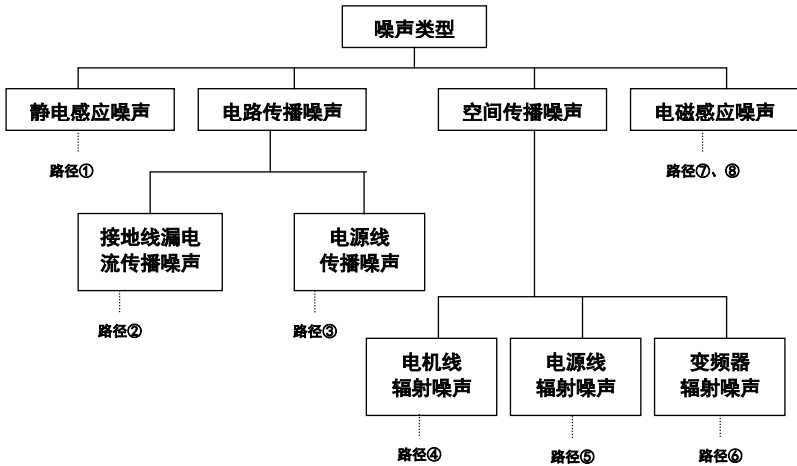 噪声类型
静电感应噪声
电路传播噪声
空间传播噪声
电磁感应噪声
路径①
路径⑦、⑧
接地线漏电
流传播噪声
电源线
传播噪声
路径②
路径③
电机线
辐射噪声
电源线
辐射噪声
变频器
辐射噪声
路径④
路径⑤
路径⑥